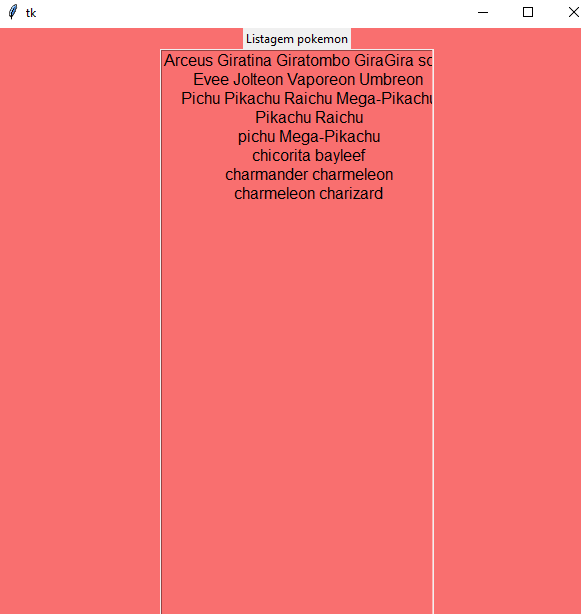 tk
Listagem pokemon
Arceus Giratina Giratombo GiraGira sc
Evee Jolteon Vaporeon Umbreon
Pichu Pikachu Raichu Mega-Pikachu
Pikachu Raichu
pichu Mega-Pikachu
chicorita bayleef
charmander charmeleon
charmeleon charizard